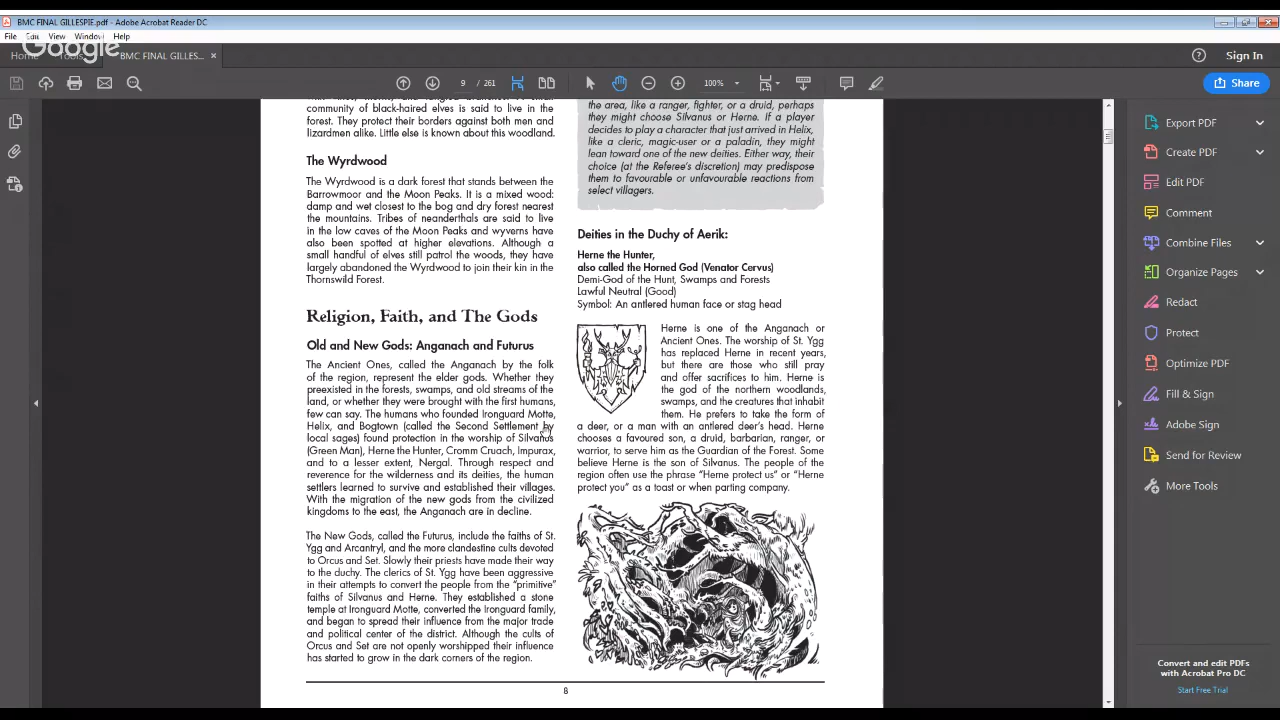 BMC FINAL GILLESPIE.pdf - Adobe Acrobat Reader DC
File Edit View Window Help
Google
Home Tools BMC FINAL GILLES... ×
Sign In
9 / 261
100%
Share
community of black-haired elves is said to live in the
forest. They protect their borders against both men and
lizardmen alike. Little else is known about this woodland.
The Wyrdwood
The Wyrdwood is a dark forest that stands between the
Barrowmoor and the Moon Peaks. It is a mixed wood:
damp and wet closest to the bog and dry forest nearest
the mountains. Tribes of neanderthals are said to live
in the low caves of the Moon Peaks and wyverns have
also been spotted at higher elevations. Although a
small handful of elves still patrol the woods, they have
largely abandoned the Wyrdwood to join their kin in the
Thornswild Forest.
Religion, Faith, and The Gods
Old and New Gods: Anganach and Futurus
The Ancient Ones, called the Anganach by the folk
of the region, represent the elder gods. Whether they
preexisted in the forests, swamps, and old streams of the
land, or whether they were brought with the first humans,
few can say. The humans who founded Ironguard Motte,
Helix, and Bogtown (called the Second Settlement by
local sages) found protection in the worship of Silvanus
(Green Man), Herne the Hunter, Cromm Cruach, Impurax,
and to a lesser extent, Nergal. Through respect and
reverence for the wilderness and its deities, the human
settlers learned to survive and established their villages.
With the migration of the new gods from the civilized
kingdoms to the east, the Anganach are in decline.
The New Gods, called the Futurus, include the faiths of St.
Ygg and Arcantryl, and the more clandestine cults devoted
to Orcus and Set. Slowly their priests have made their way
to the duchy. The clerics of St. Ygg have been aggressive
in their attempts to convert the people from the "primitive"
faiths of Silvanus and Herne. They established a stone
temple at Ironguard Motte, converted the Ironguard family,
and began to spread their influence from the major trade
and political center of the district. Although the cults of
Orcus and Set are not openly worshipped their influence
has started to grow in the dark corners of the region.
the area, like a ranger, fighter, or a druid, perhaps
they might choose Silvanus or Herne. If a player
decides to play a character that just arrived in Helix,
like a cleric, magic-user or a paladin, they might
lean toward one of the new deities. Either way, their
choice (at the Referee's discretion) may predispose
them to favourable or unfavourable reactions from
select villagers.
Deities in the Duchy of Aerik:
Herne the Hunter,
also called the Horned God (Venator Cervus)
Demi-God of the Hunt, Swamps and Forests
Lawful Neutral (Good)
Symbol: An antlered human face or stag head
Herne is one of the Anganach or
Ancient Ones. The worship of St. Ygg
has replaced Herne in recent years,
but there are those who still pray
and offer sacrifices to him. Herne is
the god of the northern woodlands,
swamps, and the creatures that inhabit
them. He prefers to take the form of
a deer, or a man with an antlered deer's head. Herne
chooses a favoured son, a druid, barbarian, ranger, or
warrior, to serve him as the Guardian of the Forest. Some
believe Herne is the son of Silvanus. The people of the
region often use the phrase "Herne protect us" or "Herne
protect you" as a toast or when parting company.
8
Export PDF
Create PDF
Edit PDF
Comment
Combine Files
Organize Pages
Redact
Protect
Optimize PDF
Fill & Sign
Adobe Sign
Send for Review
More Tools
Convert and edit PDFs
with Acrobat Pro DC
Start Free Trial